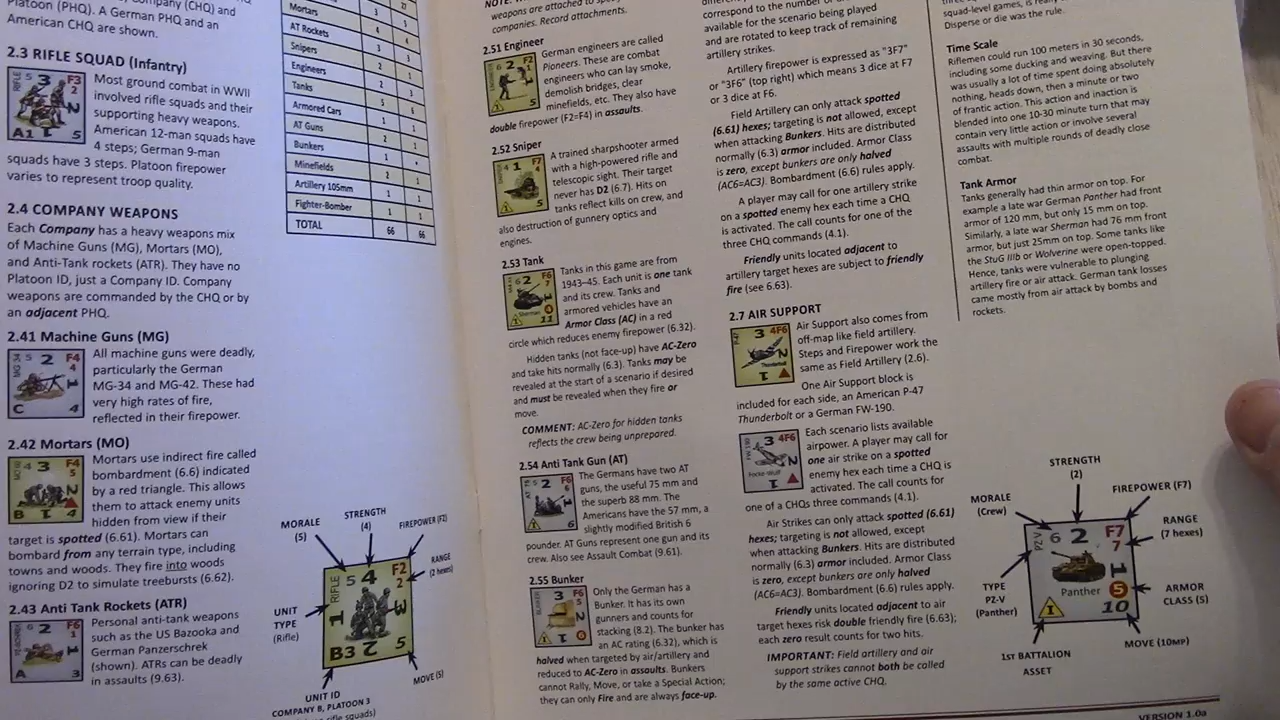 Company (CHQ) and
Platoon (PHQ). A German PHQ and an
American CHQ are shown.
2.3 RIFLE SQUAD (Infantry)
Most ground combat in WWII
involved rifle squads and their
supporting heavy weapons.
American 12-man squads have
4 steps; German 9-man
squads have 3 steps. Platoon firepower
varies to represent troop quality.
2.4 COMPANY WEAPONS
Each Company has a heavy weapons mix
of Machine Guns (MG), Mortars (MO),
and Anti-Tank rockets (ATR). They have no
Platoon ID, just a Company ID. Company
weapons are commanded by the CHQ or by
an adjacent PHQ.
2.41 Machine Guns (MG)
All machine guns were deadly,
particularly the German
MG-34 and MG-42. These had
very high rates of fire,
reflected in their firepower.
2.42 Mortars (MO)
Mortars use indirect fire called
bombardment (6.6) indicated
by a red triangle. This allows
them to attack enemy units
hidden from view if their
target is spotted (6.61). Mortars can
bombard from any terrain type, including
towns and woods. They fire into woods
ignoring D2 to simulate treebursts (6.62).
2.43 Anti Tank Rockets (ATR)
Personal anti-tank weapons
such as the US Bazooka and
German Panzerschrek
(shown). ATRs can be deadly
in assaults (9.63).
Mortars
AT Rockets 4 4
Snipers
Engineers
Tanks
Armored Cars
AT Guns
Bunkers
Minefields
Artillery 105mm 1 1
Fighter-Bomber 1 1
TOTAL 66 66
MORALE
(5)
STRENGTH
(4)
FIREPOWER (F2)
RANGE
(2 hexes)
UNIT
TYPE
(Rifle)
RIFLE 5 4 F2
2
1 3
B3 2 5
MOVE (5)
UNIT ID
COMPANY B, PLATOON 3
rifle squads)
weapons are attached to
companies. Record attachments.
2.51 Engineer
German engineers are called
Pioneers. These are combat
engineers who can lay smoke,
demolish bridges, clear
minefields, etc. They also have
double firepower (F2=F4) in assaults.
2.52 Sniper
A trained sharpshooter armed
with a high-powered rifle and
telescopic sight. Their target
never has D2 (6.7). Hits on
tanks reflect kills on crew, and
also destruction of gunnery optics and
engines.
2.53 Tank
Tanks in this game are from
1943–45. Each unit is one tank
and its crew. Tanks and
armored vehicles have an
Armor Class (AC) in a red
circle which reduces enemy firepower (6.32).
Hidden tanks (not face-up) have AC-Zero
and take hits normally (6.3). Tanks may be
revealed at the start of a scenario if desired
and must be revealed when they fire or
move.
COMMENT: AC-Zero for hidden tanks
reflects the crew being unprepared.
2.54 Anti Tank Gun (AT)
The Germans have two AT
guns, the useful 75 mm and
the superb 88 mm. The
Americans have the 57 mm, a
slightly modified British 6
pounder. AT Guns represent one gun and its
crew. Also see Assault Combat (9.61).
2.55 Bunker
Only the German has a
Bunker. It has its own
gunners and counts for
stacking (8.2). The bunker has
an AC rating (6.32), which is
halved when targeted by air/artillery and
reduced to AC-Zero in assaults. Bunkers
cannot Rally, Move, or take a Special Action;
they can only Fire and are always face-up.
correspond to the number of
available for the scenario being played
and are rotated to keep track of remaining
artillery strikes.
Artillery firepower is expressed as "3F7"
or "3F6" (top right) which means 3 dice at F7
or 3 dice at F6.
Field Artillery can only attack spotted
(6.61) hexes; targeting is not allowed, except
when attacking Bunkers. Hits are distributed
normally (6.3) armor included. Armor Class
is zero, except bunkers are only halved
(AC6=AC3). Bombardment (6.6) rules apply.
A player may call for one artillery strike
on a spotted enemy hex each time a CHQ
is activated. The call counts for one of the
three CHQ commands (4.1).
Friendly units located adjacent to
artillery target hexes are subject to friendly
fire (see 6.63).
2.7 AIR SUPPORT
Air Support also comes from
off-map like field artillery.
Steps and Firepower work the
same as Field Artillery (2.6).
One Air Support block is
included for each side, an American P-47
Thunderbolt or a German FW-190.
Each scenario lists available
airpower. A player may call for
one air strike on a spotted
enemy hex each time a CHQ is
activated. The call counts for
one of a CHQs three commands (4.1).
Air Strikes can only attack spotted (6.61)
hexes; targeting is not allowed, except
when attacking Bunkers. Hits are distributed
normally (6.3) armor included. Armor Class
is zero, except bunkers are only halved
(AC6=AC3). Bombardment (6.6) rules apply.
Friendly units located adjacent to air
target hexes risk double friendly fire (6.63);
each zero result counts for two hits.
IMPORTANT: Field artillery and air
support strikes cannot both be called
by the same active CHQ.
squad-level games, is
Disperse or die was the rule.
Time Scale
Riflemen could run 100 meters in 30 seconds,
including some ducking and weaving. But there
was usually a lot of time spent doing absolutely
nothing, heads down, then a minute or two
of frantic action. This action and inaction is
blended into one 10-30 minute turn that may
contain very little action or involve several
assaults with multiple rounds of deadly close
combat.
Tank Armor
Tanks generally had thin armor on top. For
example a late war German Panther had front
armor of 120 mm, but only 15 mm on top.
Similarly, a late war Sherman had 76 mm front
armor, but just 25mm on top. Some tanks like
the StuG IIIb or Wolverine were open-topped.
Hence, tanks were vulnerable to plunging
artillery fire or air attack. German tank losses
came mostly from air attack by bombs and
rockets.
STRENGTH
(2)
MORALE
(Crew)
FIREPOWER (F7)
RANGE
(7 hexes)
PZ-V 6 2 F7
7
1
Panther 5
1 10
TYPE
PZ-V
(Panther)
ARMOR
CLASS (5)
MOVE (10MP)
1ST BATTALION
ASSET
VERSION 1.0a